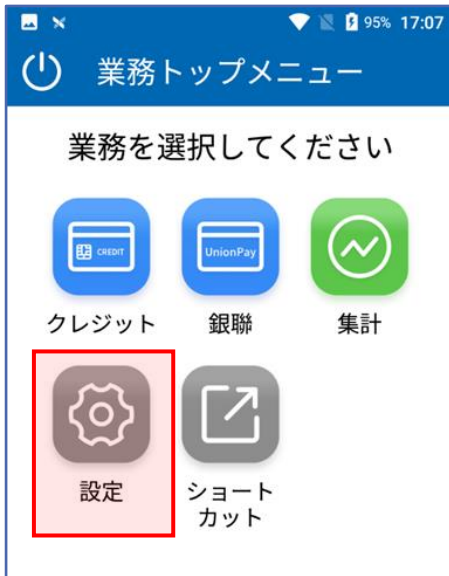 95% 17:07
業務トップメニュー
業務を選択してください
CREDIT
UnionPay
クレジット
銀聯
集計
設定
ショート
カット